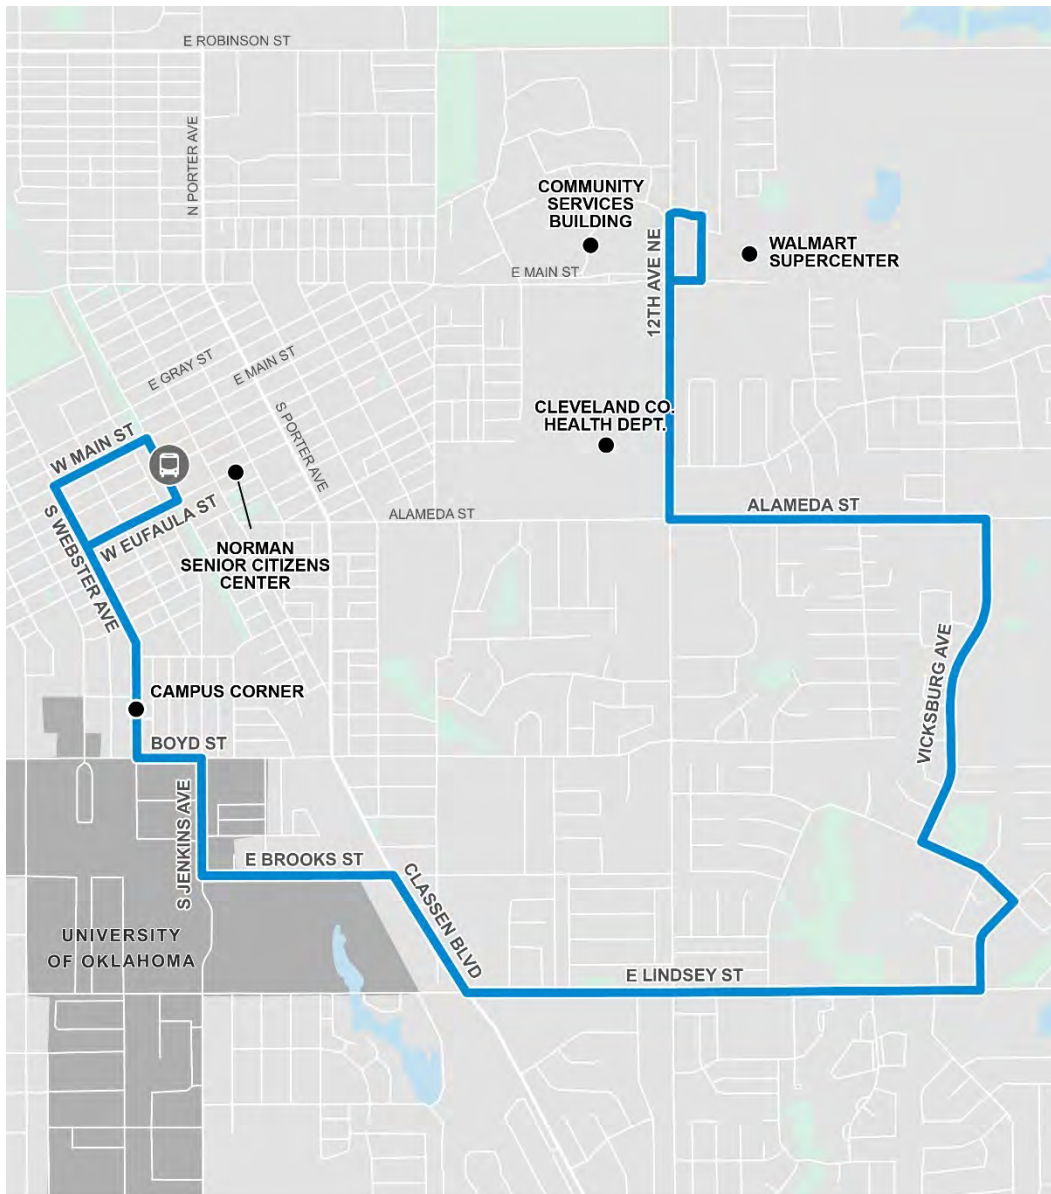 E ROBINSON ST
N PORTER AVE
COMMUNITY
SERVICES
BUILDING
WALMART
SUPERCENTER
12TH AVE NE
E MAIN ST
E GRAY ST
E MAIN ST
S PORTER AVE
CLEVELAND CO.
HEALTH DEPT.
W MAIN ST
W EUFAULA ST
S WEBSTER AVE
ALAMEDA ST
ALAMEDA ST
NORMAN
SENIOR CITIZENS
CENTER
VICKSBURG AVE
CAMPUS CORNER
BOYD ST
S JENKINS AVE
E BROOKS ST
CLASSEN BLVD
UNIVERSITY
OF OKLAHOMA
E LINDSEY ST